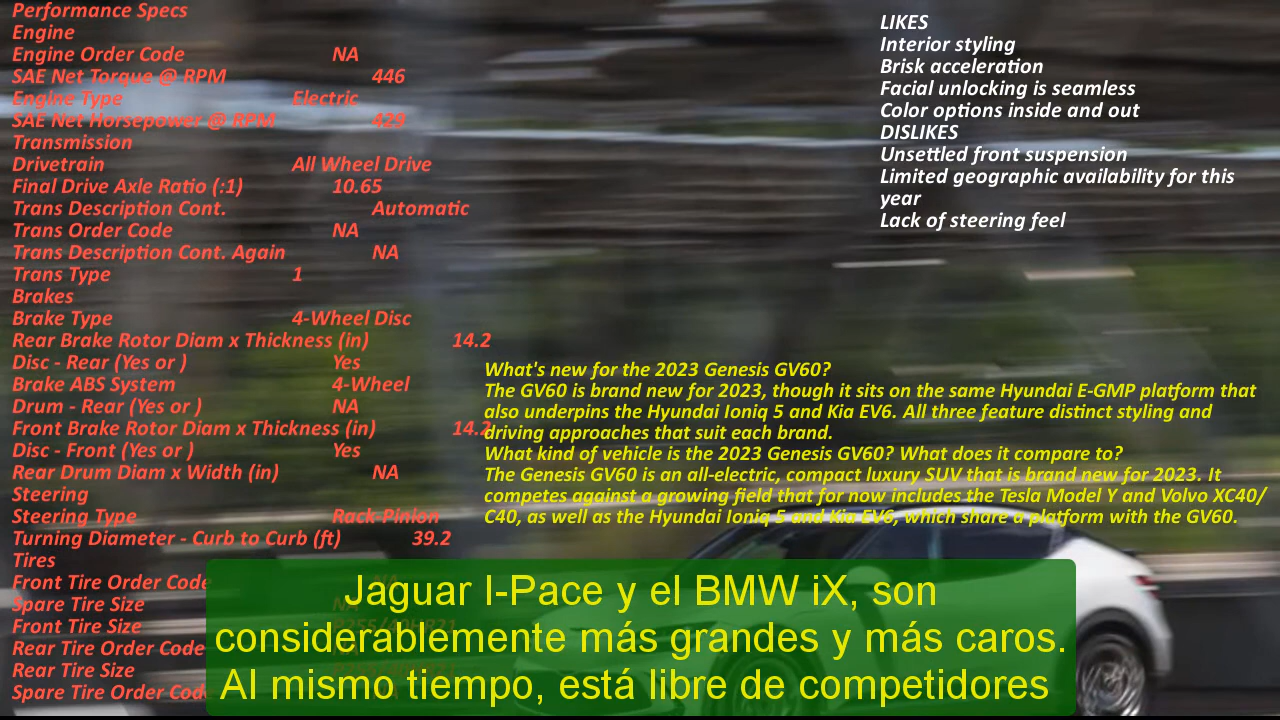 Performance Specs
Engine
Engine Order Code NA
SAE Net Torque @ RPM 446
Engine Type Electric
SAE Net Horsepower @ RPM 429
Transmission
Drivetrain All Wheel Drive
Final Drive Axle Ratio (:1) 10.65
Trans Description Cont. Automatic
Trans Order Code NA
Trans Description Cont. Again NA
Trans Type 1
Brakes
Brake Type 4-Wheel Disc
Rear Brake Rotor Diam x Thickness (in) 14.2
Disc - Rear (Yes or ) Yes
Brake ABS System 4-Wheel
Drum - Rear (Yes or ) NA
Front Brake Rotor Diam x Thickness (in) 14.2
Disc - Front (Yes or ) Yes
Rear Drum Diam x Width (in) NA
Steering
Steering Type Rack-Pinion
Turning Diameter - Curb to Curb (ft) 39.2
Tires
Front Tire Order Code NA
Spare Tire Size NA
Front Tire Size
Rear Tire Order Code NA
Rear Tire Size
Spare Tire Order Code NA
LIKES
Interior styling
Brisk acceleration
Facial unlocking is seamless
Color options inside and out
DISLIKES
Unsettled front suspension
Limited geographic availability for this
year
Lack of steering feel
What's new for the 2023 Genesis GV60?
The GV60 is brand new for 2023, though it sits on the same Hyundai E-GMP platform that
also underpins the Hyundai Ioniq 5 and Kia EV6. All three feature distinct styling and
driving approaches that suit each brand.
What kind of vehicle is the 2023 Genesis GV60? What does it compare to?
The Genesis GV60 is an all-electric, compact luxury SUV that is brand new for 2023. It
competes against a growing field that for now includes the Tesla Model Y and Volvo XC40/
C40, as well as the Hyundai Ioniq 5 and Kia EV6, which share a platform with the GV60.
Jaguar I-Pace y el BMW iX, son
considerablemente más grandes y más caros.
Al mismo tiempo, está libre de competidores